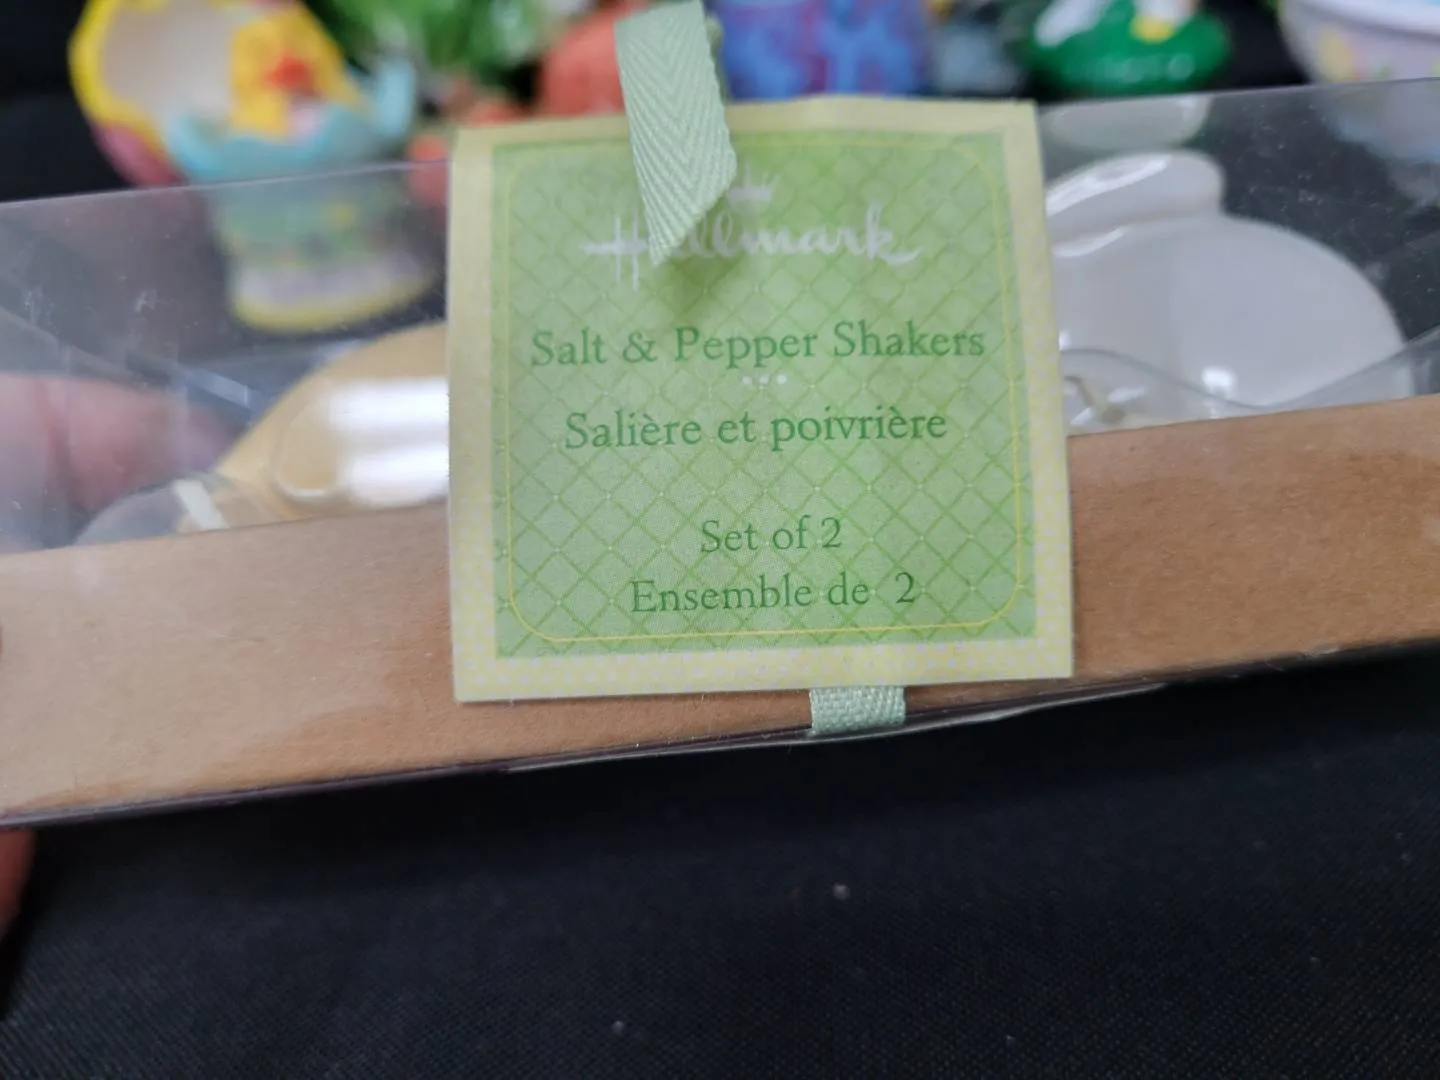 Hallmark
Salt & Pepper Shakers
Salière et poivrière
Set of 2
Ensemble de 2